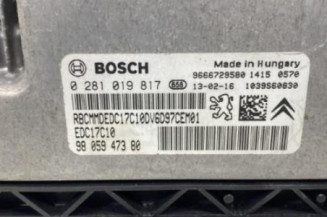 BOSCH
Made in Hungary
9666729580 1415 0570
0 281 019 817 13-02-16 1039S60830
RBCMMDEDC17C10DV6D97CEM01
EDC17C10
98 059 473 80